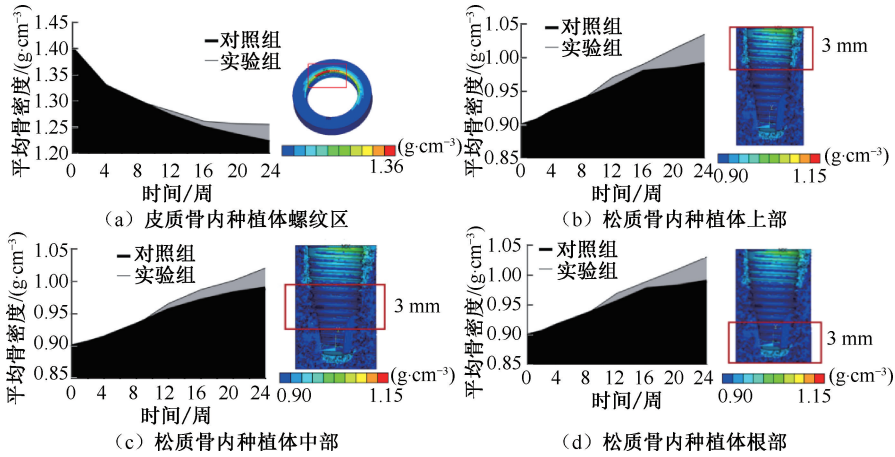 平均骨密度/(g·cm⁻³)
1.45
1.40
1.35
1.30
1.25
1.20
对照组
实验组
0 4 8 12 16 20 24
时间/周
(g·cm⁻³)
1.36
（a）皮质骨内种植体螺纹区
平均骨密度/(g·cm⁻³)
1.05
1.00
0.95
0.90
0.85
对照组
实验组
0 4 8 12 16 20 24
时间/周
3 mm
(g·cm⁻³)
0.90 1.15
（b）松质骨内种植体上部
平均骨密度/(g·cm⁻³)
1.05
1.00
0.95
0.90
0.85
对照组
实验组
0 4 8 12 16 20 24
时间/周
3 mm
(g·cm⁻³)
0.90 1.15
（c）松质骨内种植体中部
平均骨密度/(g·cm⁻³)
1.05
1.00
0.95
0.90
0.85
对照组
实验组
0 4 8 12 16 20 24
时间/周
3 mm
(g·cm⁻³)
0.90 1.15
（d）松质骨内种植体根部